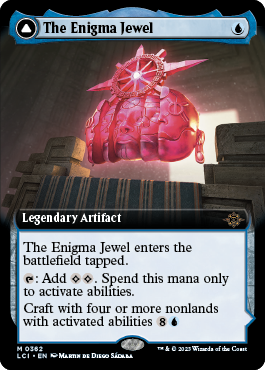 The Enigma Jewel
Legendary Artifact
The Enigma Jewel enters the
battlefield tapped.
: Add . Spend this mana only
to activate abilities.
Craft with four or more nonlands
with activated abilities 8
M 0362
LCI • EN Martin de Diego Sádaba
™ & © 2023 Wizards of the Coast